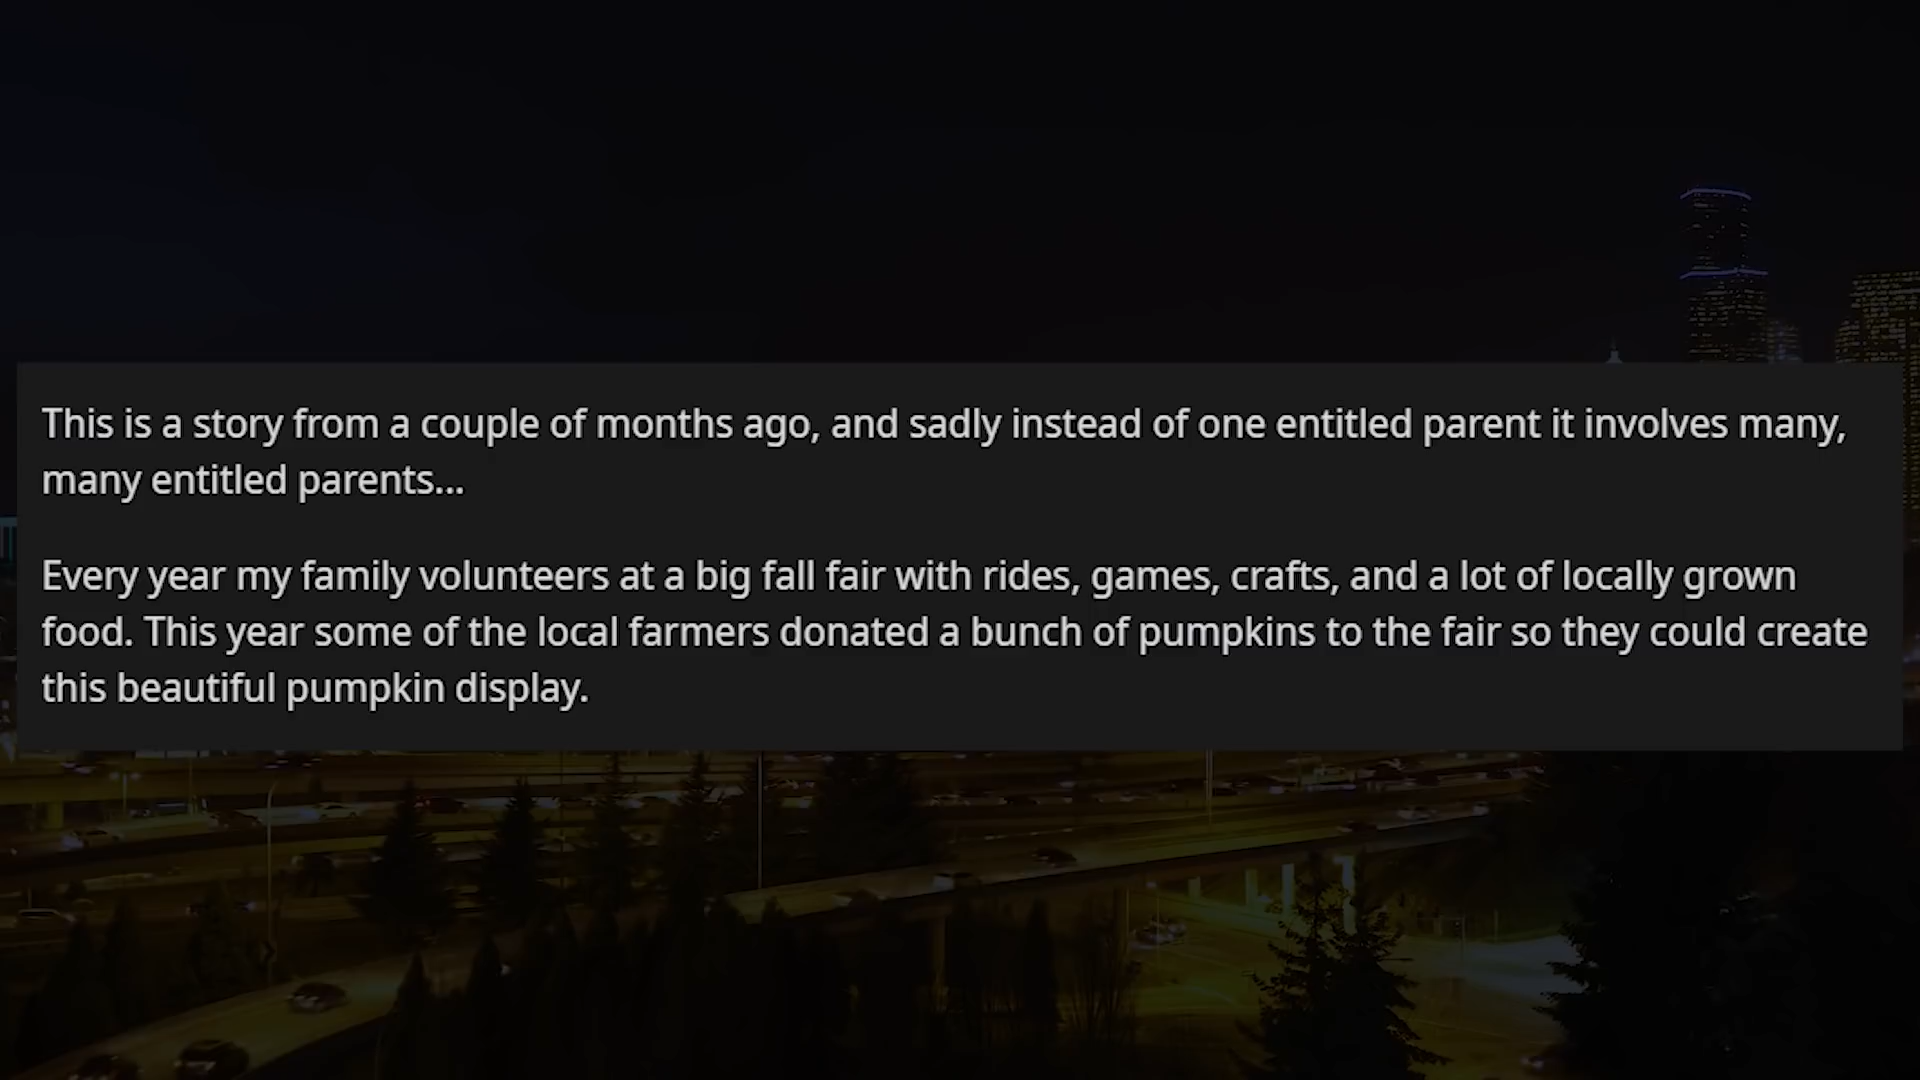 This is a story from a couple of months ago, and sadly instead of one entitled parent it involves many,
many entitled parents...
Every year my family volunteers at a big fall fair with rides, games, crafts, and a lot of locally grown
food. This year some of the local farmers donated a bunch of pumpkins to the fair so they could create
this beautiful pumpkin display.